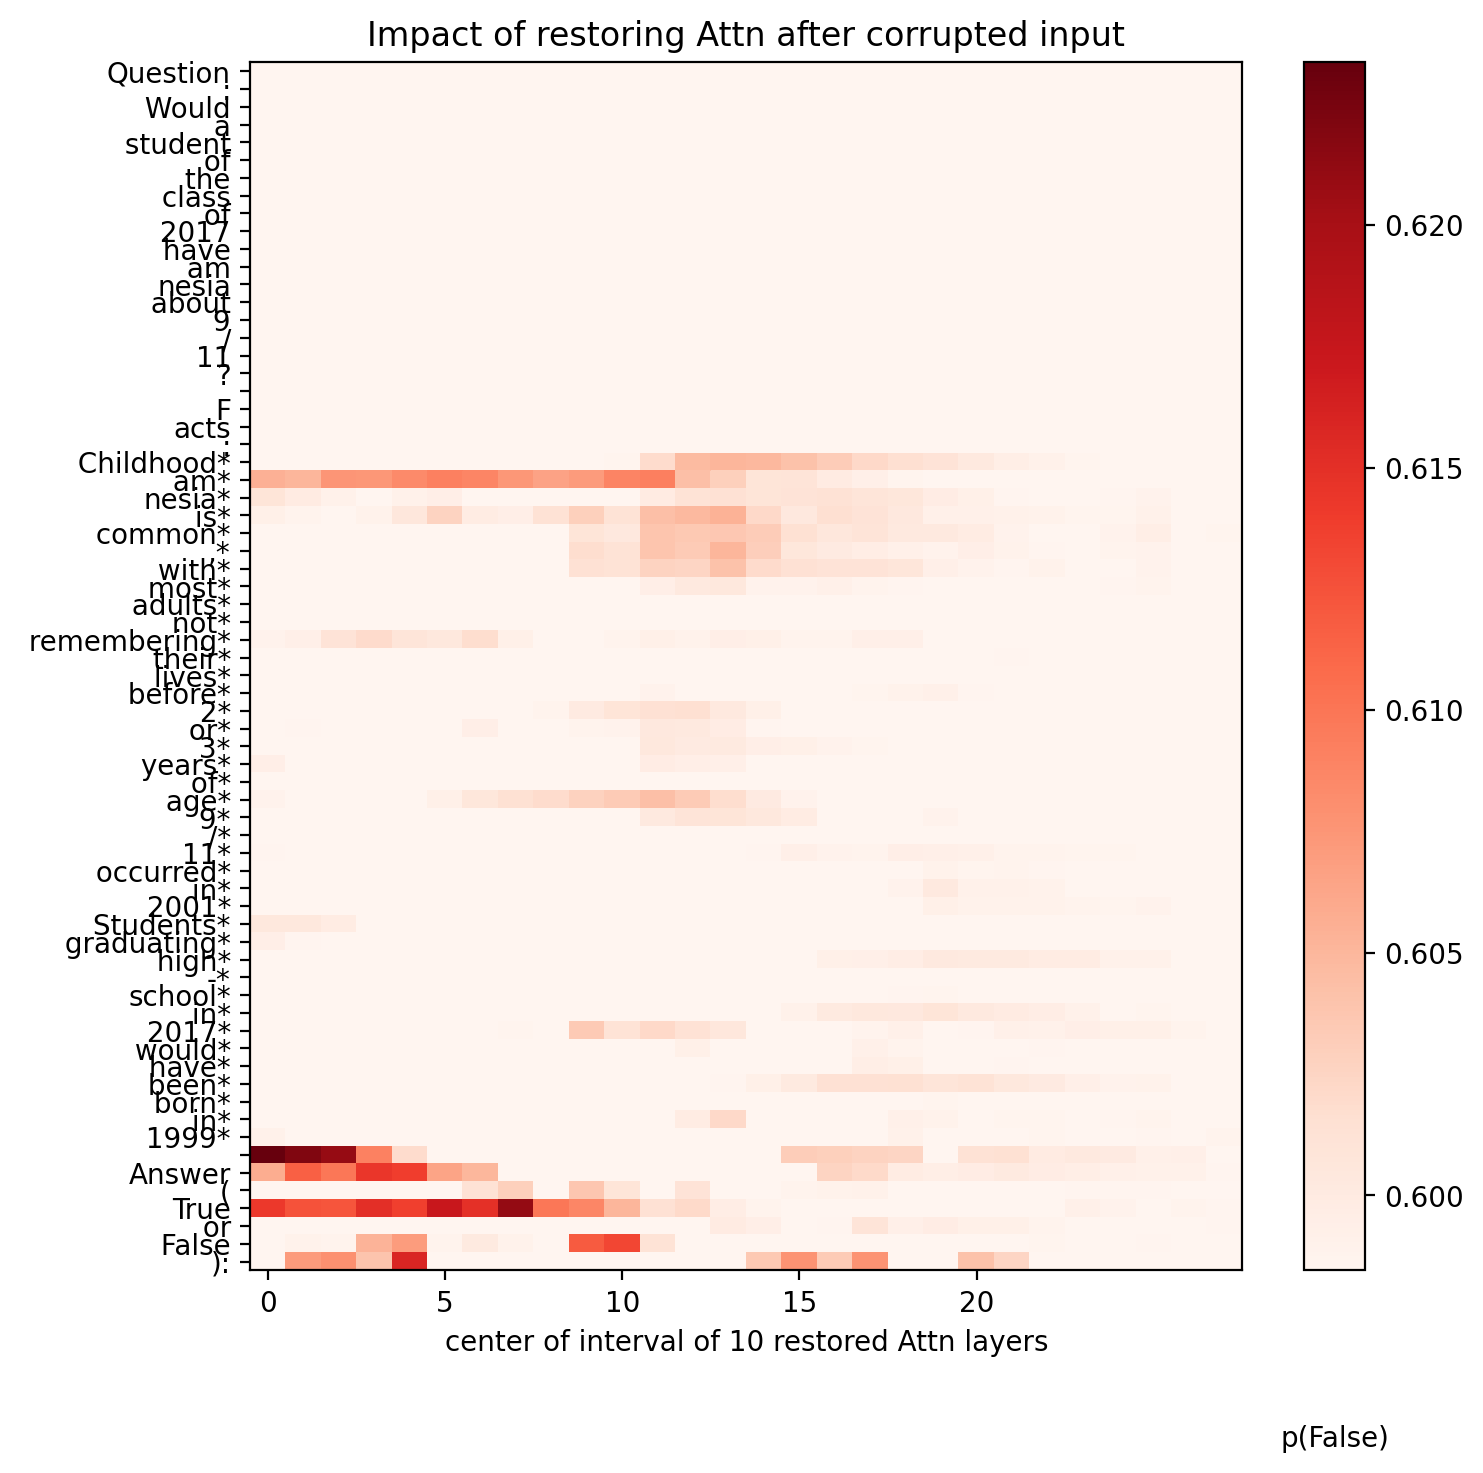 Impact of restoring Attn after corrupted input
Question
:
Would
a
student
of
the
class
of
2017
have
am
nesia
about
9
/
11
?
F
acts
:
Childhood*
am*
nesia*
is*
common*
,*
with*
most*
adults*
not*
remembering*
their*
lives*
before*
2*
or*
3*
years*
of*
age*
9*
/*
11*
occurred*
in*
2001*
Students*
graduating*
high*
-*
school*
in*
2017*
would*
have*
been*
born*
in*
1999*
Answer
(
True
or
False
):
0 5 10 15 20
center of interval of 10 restored Attn layers
0.620
0.615
0.610
0.605
0.600
p(False)